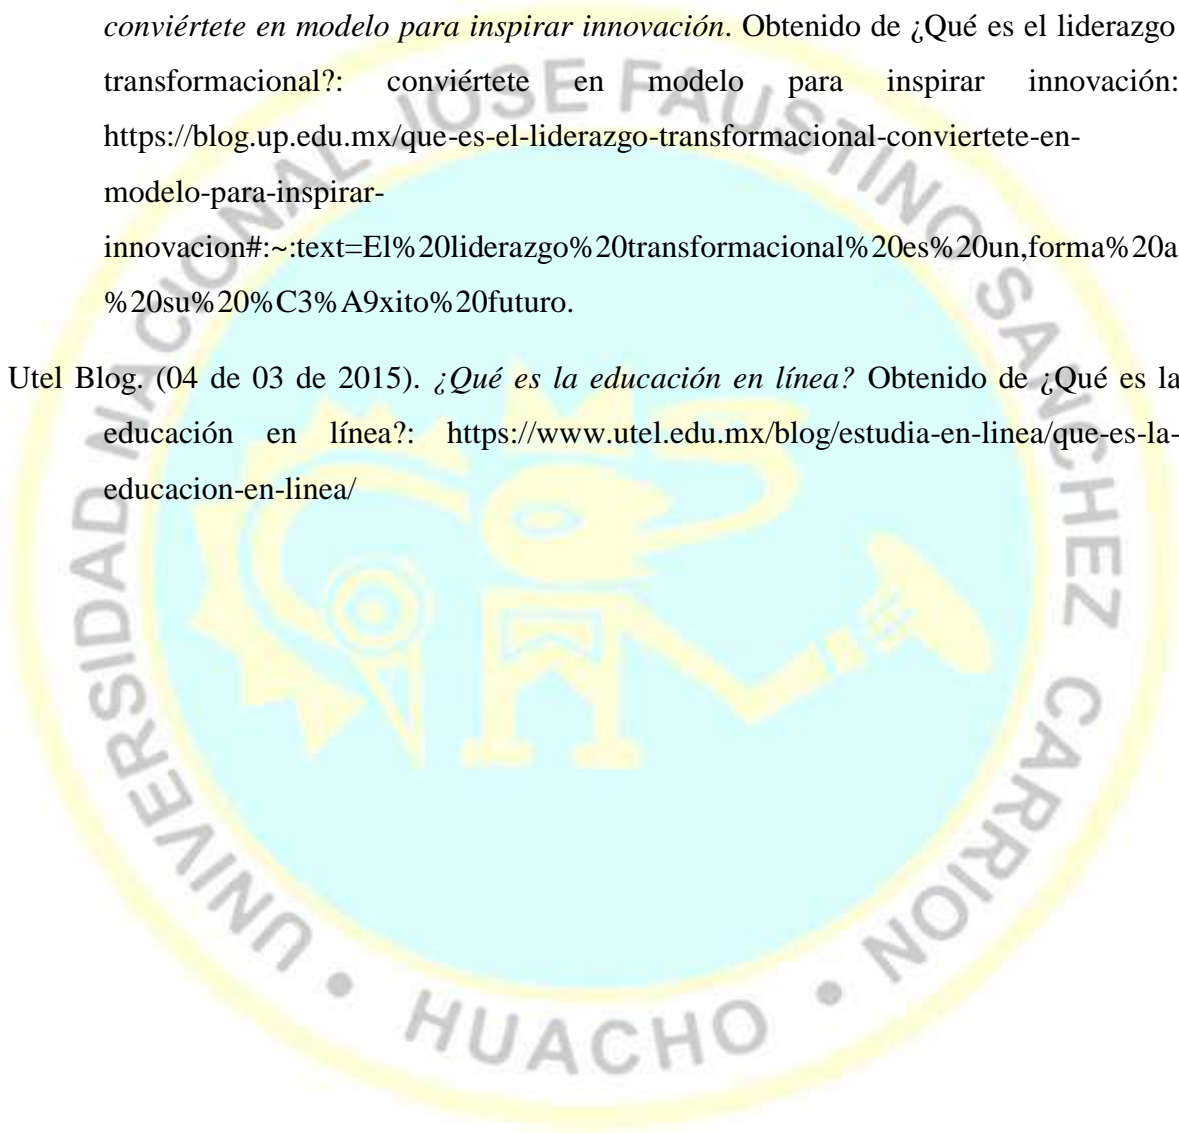 conviértete en modelo para inspirar innovación. Obtenido de ¿Qué es el liderazgo
transformacional?: conviértete en modelo para inspirar innovación:
https://blog.up.edu.mx/que-es-el-liderazgo-transformacional-conviertete-en-
modelo-para-inspirar-
innovacion#:~:text=El%20liderazgo%20transformacional%20es%20un,forma%20a
%20su%20%C3%A9xito%20futuro.
Utel Blog. (04 de 03 de 2015). ¿Qué es la educación en línea? Obtenido de ¿Qué es la
educación en línea?: https://www.utel.edu.mx/blog/estudia-en-linea/que-es-la-
educacion-en-linea/
UNIVERSIDAD NACIONAL JOSE FAUSTINO SANCHEZ CARRION
• HUACHO •